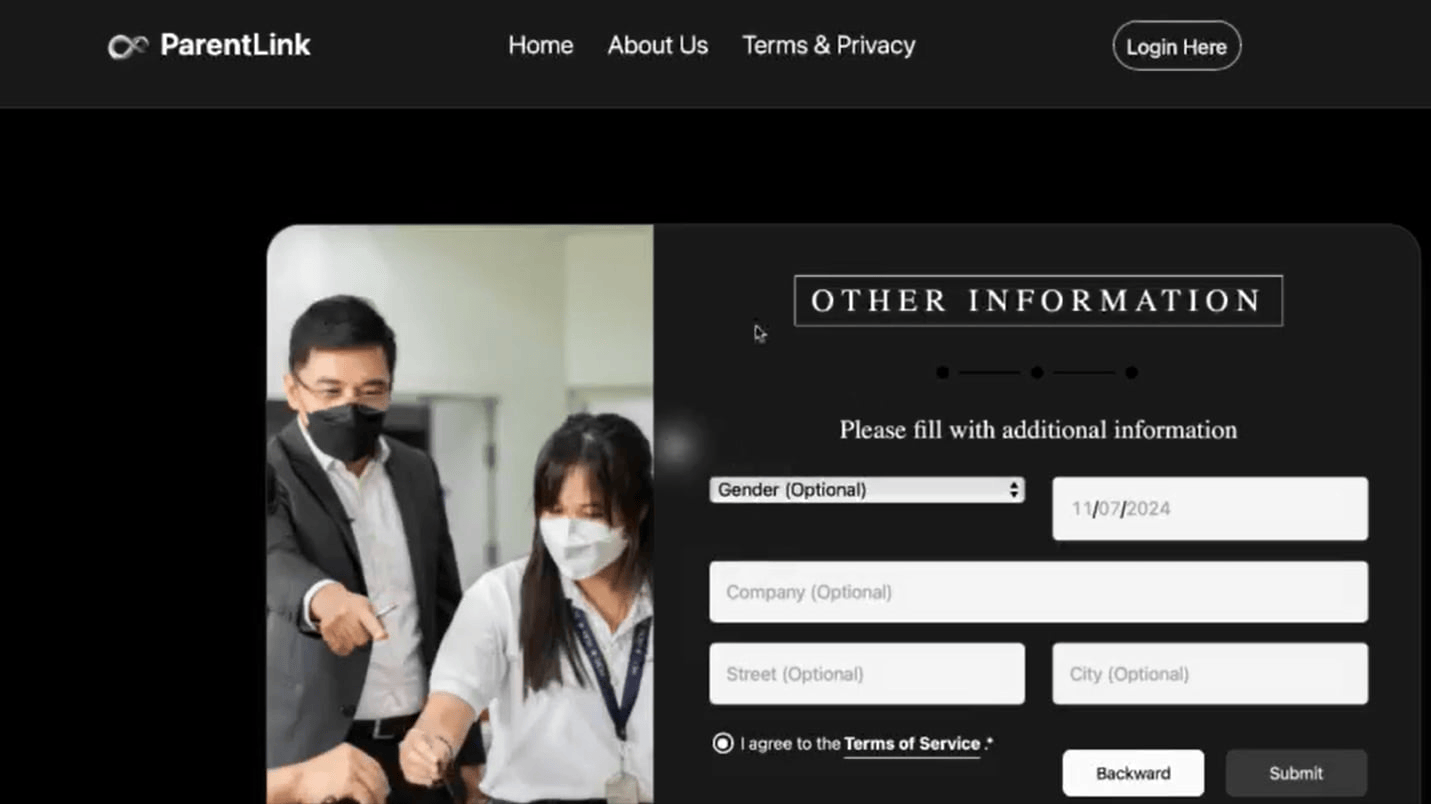 ParentLink
Home About Us Terms & Privacy
Login Here
OTHER INFORMATION
Please fill with additional information
Gender (Optional)
11/07/2024
Company (Optional)
Street (Optional)
City (Optional)
I agree to the Terms of Service .*
Backward
Submit